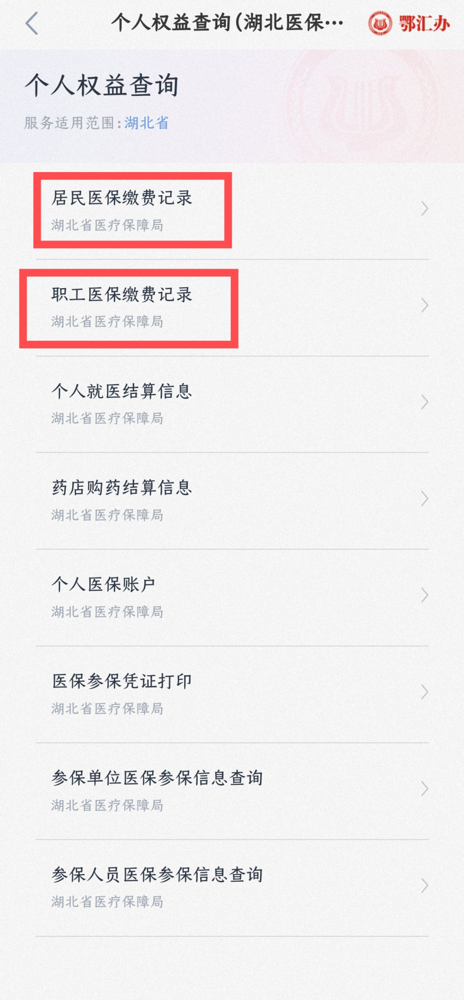 个人权益查询(湖北医保…
鄂汇办
个人权益查询
服务适用范围:湖北省
居民医保缴费记录
湖北省医疗保障局
职工医保缴费记录
湖北省医疗保障局
个人就医结算信息
湖北省医疗保障局
药店购药结算信息
湖北省医疗保障局
个人医保账户
湖北省医疗保障局
医保参保凭证打印
湖北省医疗保障局
参保单位医保参保信息查询
湖北省医疗保障局
参保人员医保参保信息查询
湖北省医疗保障局